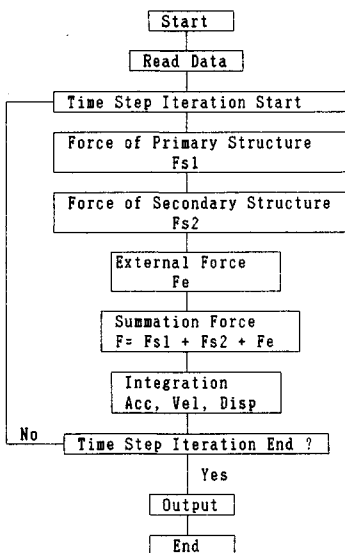 Start
Read Data
Time Step Iteration Start
Force of Primary Structure
Fs1
Force of Secondary Structure
Fs2
External Force
Fe
Summation Force
F= Fs1 + Fs2 + Fe
Integration
Acc, Vel, Disp
No
Time Step Iteration End ?
Yes
Output
End